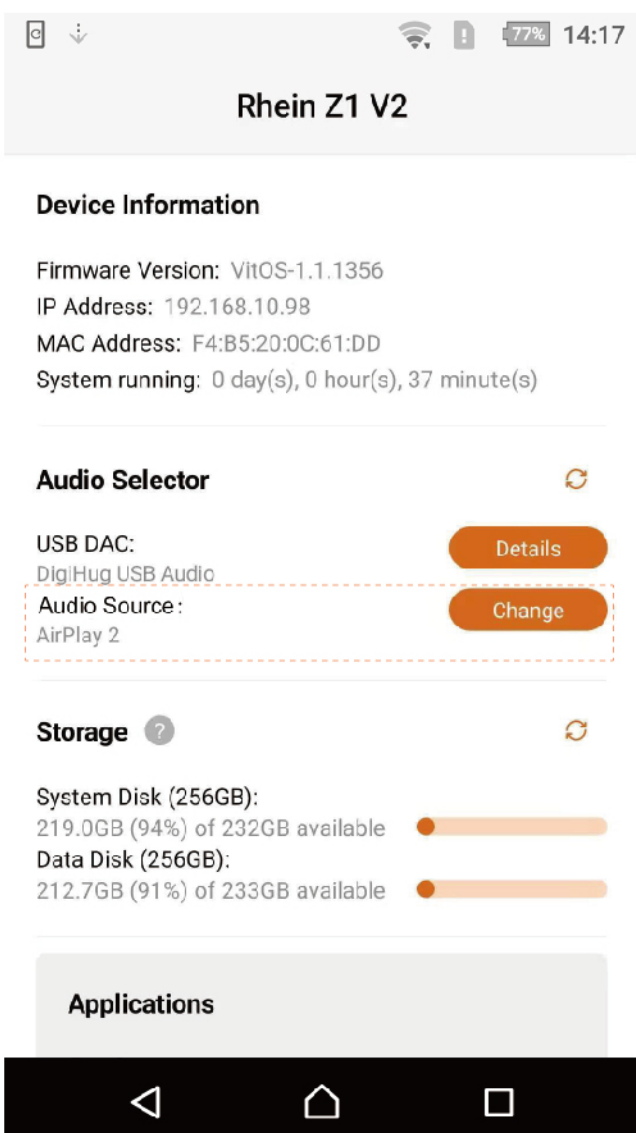 77% 14:17
Rhein Z1 V2
Device Information
Firmware Version: VitOS-1.1.1356
IP Address: 192.168.10.98
MAC Address: F4:B5:20:0C:61:DD
System running: 0 day(s), 0 hour(s), 37 minute(s)
Audio Selector
USB DAC:
Details
DigiHug USB Audio
Audio Source:
Change
AirPlay 2
Storage ?
System Disk (256GB):
219.0GB (94%) of 232GB available
Data Disk (256GB):
212.7GB (91%) of 233GB available
Applications